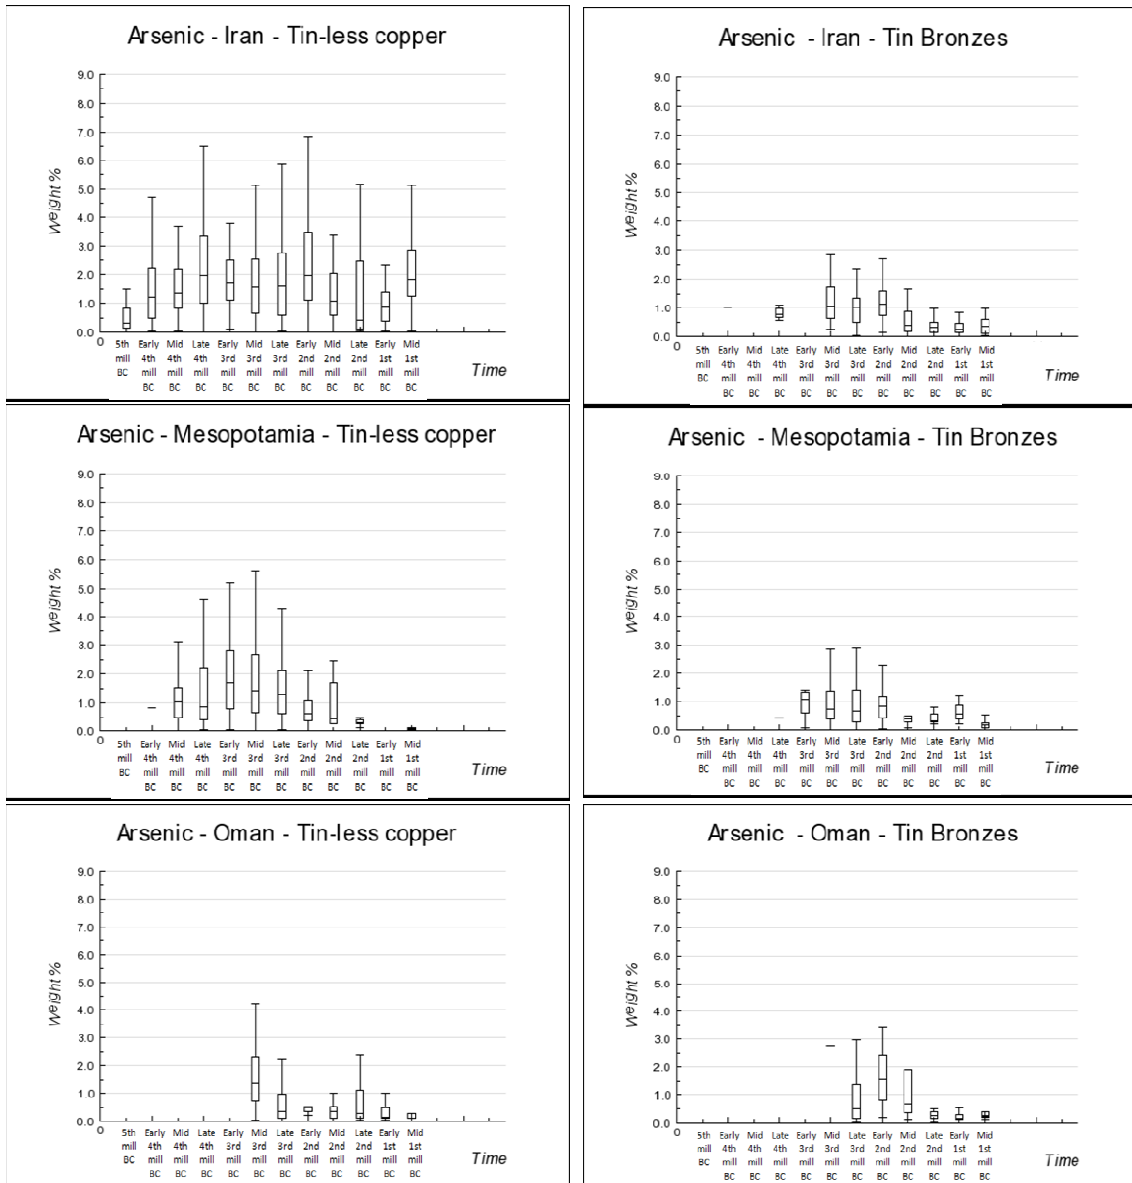 Arsenic - Iran - Tin-less copper
Weight %
9.0
8.0
7.0
6.0
5.0
4.0
3.0
2.0
1.0
0.0
0
5th Early Mid Late Early Mid Late Early Mid Late Early Mid
mill 4th 4th 4th 3rd 3rd 3rd 2nd 2nd 2nd 1st 1st
BC mill mill mill mill mill mill mill mill mill mill mill
BC BC BC BC BC BC BC BC BC BC BC
Time
Arsenic - Iran - Tin Bronzes
Weight %
9.0
8.0
7.0
6.0
5.0
4.0
3.0
2.0
1.0
0.0
0
5th Early Mid Late Early Mid Late Early Mid Late Early Mid
mill 4th 4th 4th 3rd 3rd 3rd 2nd 2nd 2nd 1st 1st
BC mill mill mill mill mill mill mill mill mill mill mill
BC BC BC BC BC BC BC BC BC BC BC
Time
Arsenic - Mesopotamia - Tin-less copper
Weight %
9.0
8.0
7.0
6.0
5.0
4.0
3.0
2.0
1.0
0.0
0
5th Early Mid Late Early Mid Late Early Mid Late Early Mid
mill 4th 4th 4th 3rd 3rd 3rd 2nd 2nd 2nd 1st 1st
BC mill mill mill mill mill mill mill mill mill mill mill
BC BC BC BC BC BC BC BC BC BC BC
Time
Arsenic - Mesopotamia - Tin Bronzes
Weight %
9.0
8.0
7.0
6.0
5.0
4.0
3.0
2.0
1.0
0.0
0
5th Early Mid Late Early Mid Late Early Mid Late Early Mid
mill 4th 4th 4th 3rd 3rd 3rd 2nd 2nd 2nd 1st 1st
BC mill mill mill mill mill mill mill mill mill mill mill
BC BC BC BC BC BC BC BC BC BC BC
Time
Arsenic - Oman - Tin-less copper
Weight %
9.0
8.0
7.0
6.0
5.0
4.0
3.0
2.0
1.0
0.0
0
5th Early Mid Late Early Mid Late Early Mid Late Early Mid
mill 4th 4th 4th 3rd 3rd 3rd 2nd 2nd 2nd 1st 1st
BC mill mill mill mill mill mill mill mill mill mill mill
BC BC BC BC BC BC BC BC BC BC BC
Time
Arsenic - Oman - Tin Bronzes
Weight %
9.0
8.0
7.0
6.0
5.0
4.0
3.0
2.0
1.0
0.0
0
5th Early Mid Late Early Mid Late Early Mid Late Early Mid
mill 4th 4th 4th 3rd 3rd 3rd 2nd 2nd 2nd 1st 1st
BC mill mill mill mill mill mill mill mill mill mill mill
BC BC BC BC BC BC BC BC BC BC BC
Time